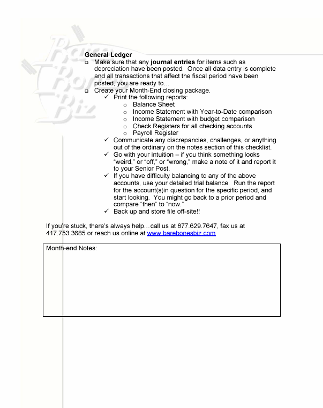 Bare Bones Biz
General Ledger
❑ Make sure that any journal entries for items such as
depreciation have been posted. Once all data entry is complete
and all transactions that affect the fiscal period have been
posted, you are ready to
❑ Create your Month-End closing package.
✓ Print the following reports:
○ Balance Sheet
○ Income Statement with Year-to-Date comparison
○ Income Statement with budget comparison
○ Check Registers for all checking accounts
○ Payroll Register
✓ Communicate any discrepancies, challenges, or anything
out of the ordinary on the notes section of this checklist.
✓ Go with your intuition – if you think something looks
"weird," or "off," or "wrong," make a note of it and report it
to your Senior Post.
✓ If you have difficulty balancing to any of the above
accounts, use your detailed trial balance. Run the report
for the account(s)in question for the specific period, and
start looking. You might go back to a prior period and
compare "then" to "now."
✓ Back up and store file off-site!!
If you're stuck, there's always help...call us at 877.629.7647, fax us at
417.753.3685 or reach us online at www.barebonesbiz.com
Month-end Notes: